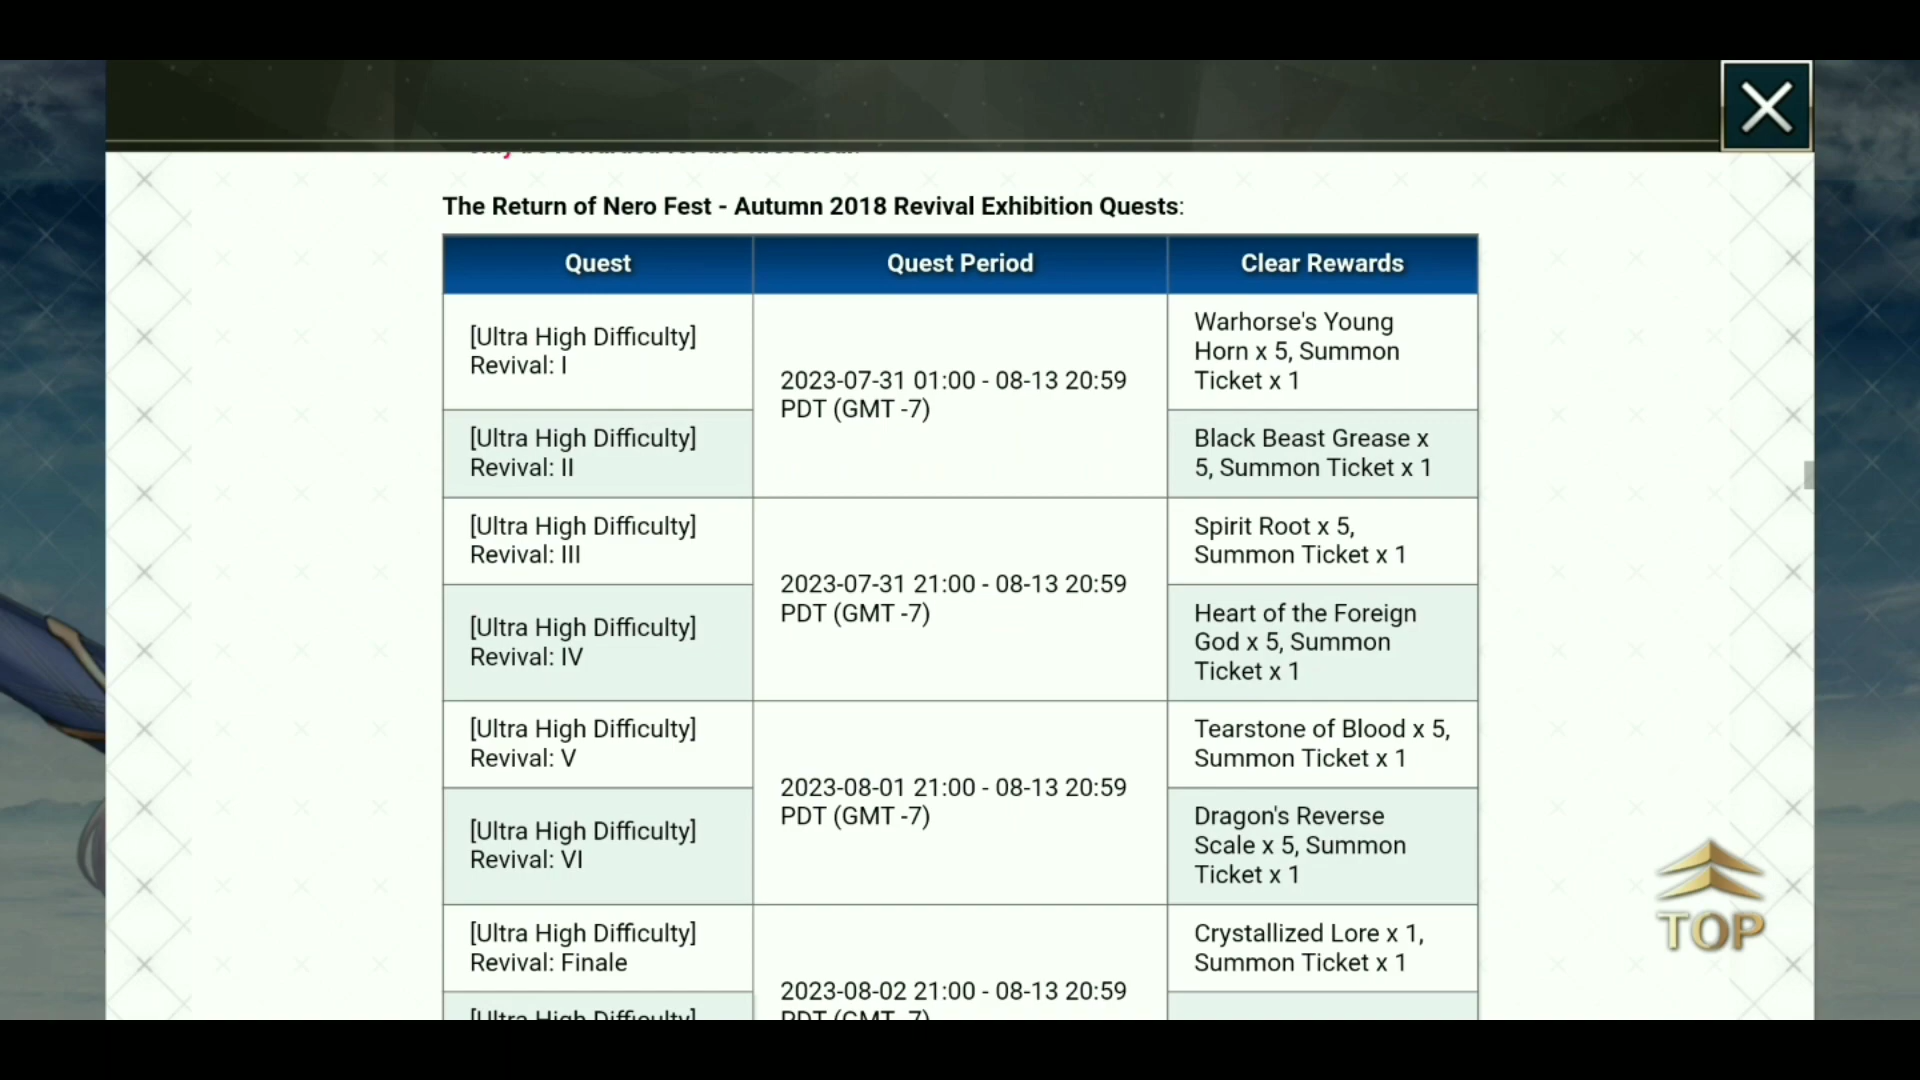 The Return of Nero Fest - Autumn 2018 Revival Exhibition Quests:
Quest
Quest Period
Clear Rewards
[Ultra High Difficulty]
Revival: I
2023-07-31 01:00 - 08-13 20:59
PDT (GMT -7)
Warhorse's Young
Horn x 5, Summon
Ticket x 1
[Ultra High Difficulty]
Revival: II
Black Beast Grease x
5, Summon Ticket x 1
[Ultra High Difficulty]
Revival: III
2023-07-31 21:00 - 08-13 20:59
PDT (GMT -7)
Spirit Root x 5,
Summon Ticket x 1
[Ultra High Difficulty]
Revival: IV
Heart of the Foreign
God x 5, Summon
Ticket x 1
[Ultra High Difficulty]
Revival: V
2023-08-01 21:00 - 08-13 20:59
PDT (GMT -7)
Tearstone of Blood x 5,
Summon Ticket x 1
[Ultra High Difficulty]
Revival: VI
Dragon's Reverse
Scale x 5, Summon
Ticket x 1
[Ultra High Difficulty]
Revival: Finale
2023-08-02 21:00 - 08-13 20:59
PDT (GMT -7)
Crystallized Lore x 1,
Summon Ticket x 1
[Ultra High Difficulty]
TOP